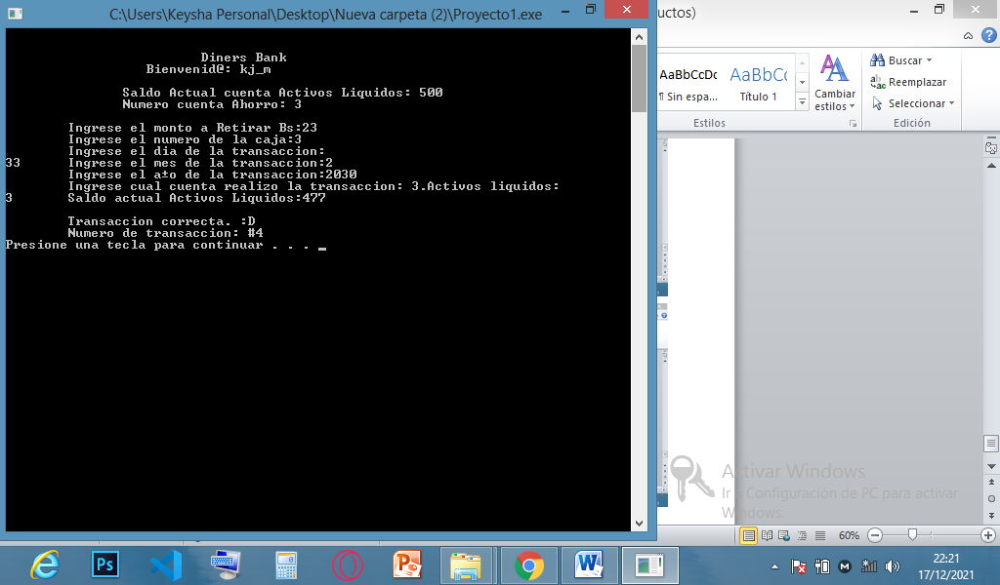 C:\Users\Keysha Personal\Desktop\Nueva carpeta (2)\Proyecto1.exe
uctos)
Diners Bank
Bienvenid@: kj_m
Saldo Actual cuenta Activos Liquidos: 500
Numero cuenta Ahorro: 3
Ingrese el monto a Retirar Bs:23
Ingrese el numero de la caja:3
Ingrese el dia de la transaccion:
33 Ingrese el mes de la transaccion:2
Ingrese el a±o de la transaccion:2030
Ingrese cual cuenta realizo la transaccion: 3.Activos liquidos:
3 Saldo actual Activos Liquidos:477
Transaccion correcta. :D
Numero de transaccion: #4
Presione una tecla para continuar . . . _
AaBbCcDc AaBbCc
¶ Sin espa... Título 1
Cambiar
estilos
Estilos
Buscar
Reemplazar
Seleccionar
Edición
Activar Windows
Ir a Configuración de PC para activar
Windows.
60%
Ps
22:21
17/12/2021